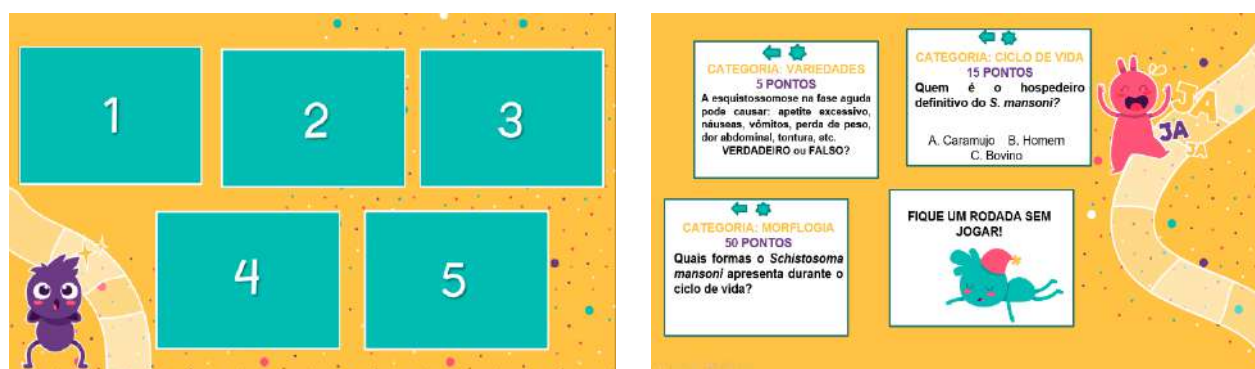 1
2
3
4
5
CATEGORIA: VARIEDADES
5 PONTOS
A esquistossomose na fase aguda
pode causar: apetite excessivo,
náuseas, vômitos, perda de peso,
dor abdominal, tontura, etc.
VERDADEIRO ou FALSO?
CATEGORIA: CICLO DE VIDA
15 PONTOS
Quem é o hospedeiro
definitivo do S. mansoni?
A. Caramujo B. Homem
C. Bovino
JA
JA
JA
CATEGORIA: MORFLOGIA
50 PONTOS
Quais formas o Schistosoma
mansoni apresenta durante o
ciclo de vida?
FIQUE UM RODADA SEM
JOGAR!